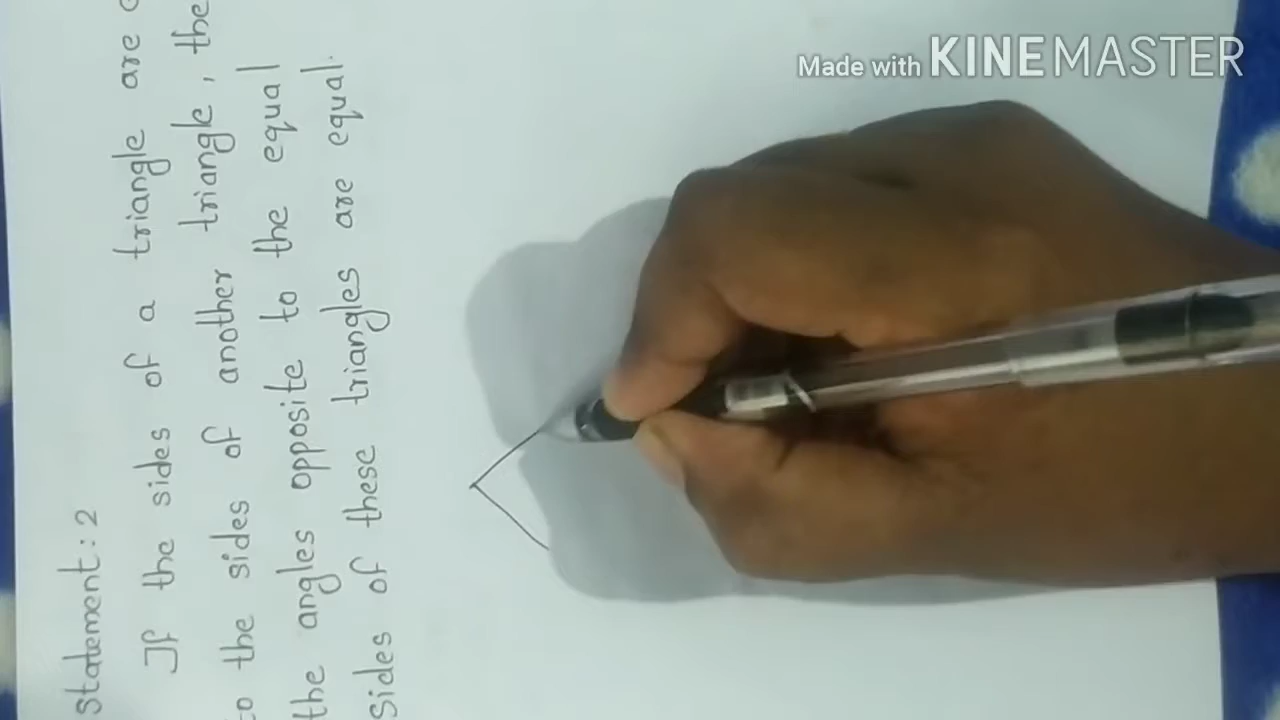 Statement: 2
If the sides of a triangle are
to the sides of another triangle, the
the angles opposite to the equal
sides of these triangles are equal.
Made with KINEMASTER